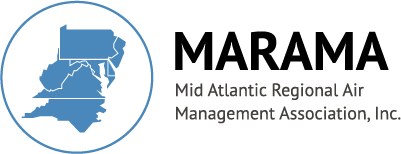 MARAMA
Mid Atlantic Regional Air
Management Association, Inc.